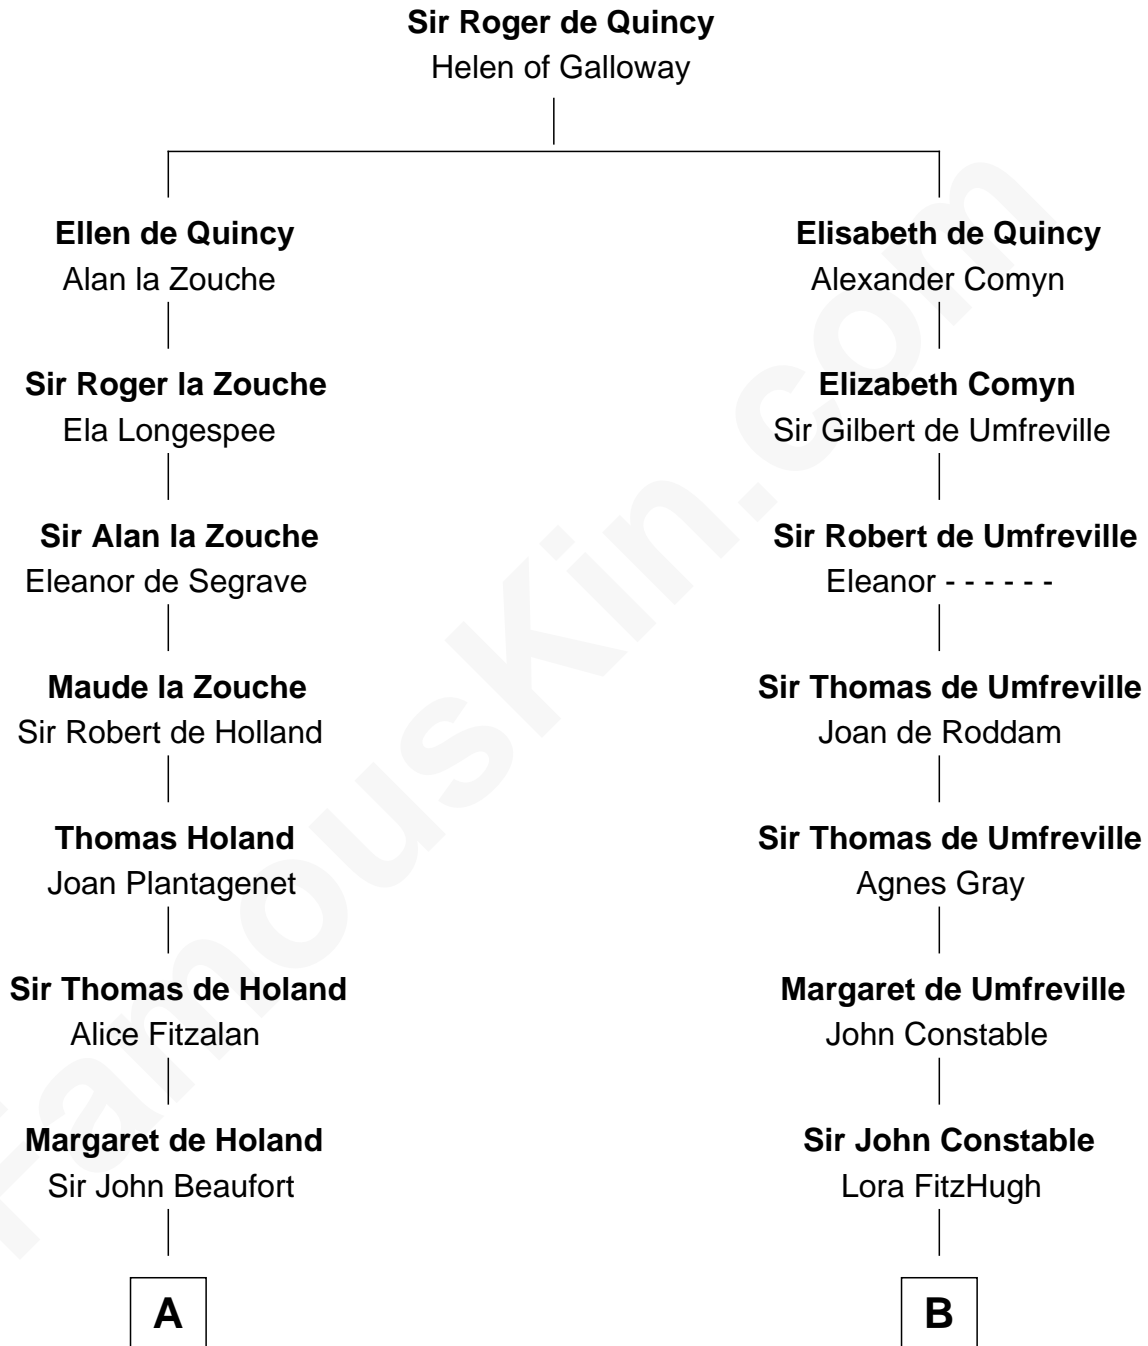 Sir Roger de Quincy
Helen of Galloway
Ellen de Quincy
Alan la Zouche
Elisabeth de Quincy
Alexander Comyn
Sir Roger la Zouche
Ela Longespee
Elizabeth Comyn
Sir Gilbert de Umfreville
Sir Alan la Zouche
Eleanor de Segrave
Sir Robert de Umfreville
Eleanor - - - - - -
Maude la Zouche
Sir Robert de Holland
Sir Thomas de Umfreville
Joan de Roddam
Thomas Holand
Joan Plantagenet
Sir Thomas de Umfreville
Agnes Gray
Sir Thomas de Holand
Alice Fitzalan
Margaret de Umfreville
John Constable
Margaret de Holand
Sir John Beaufort
Sir John Constable
Lora FitzHugh
A
B
FamousKin.com